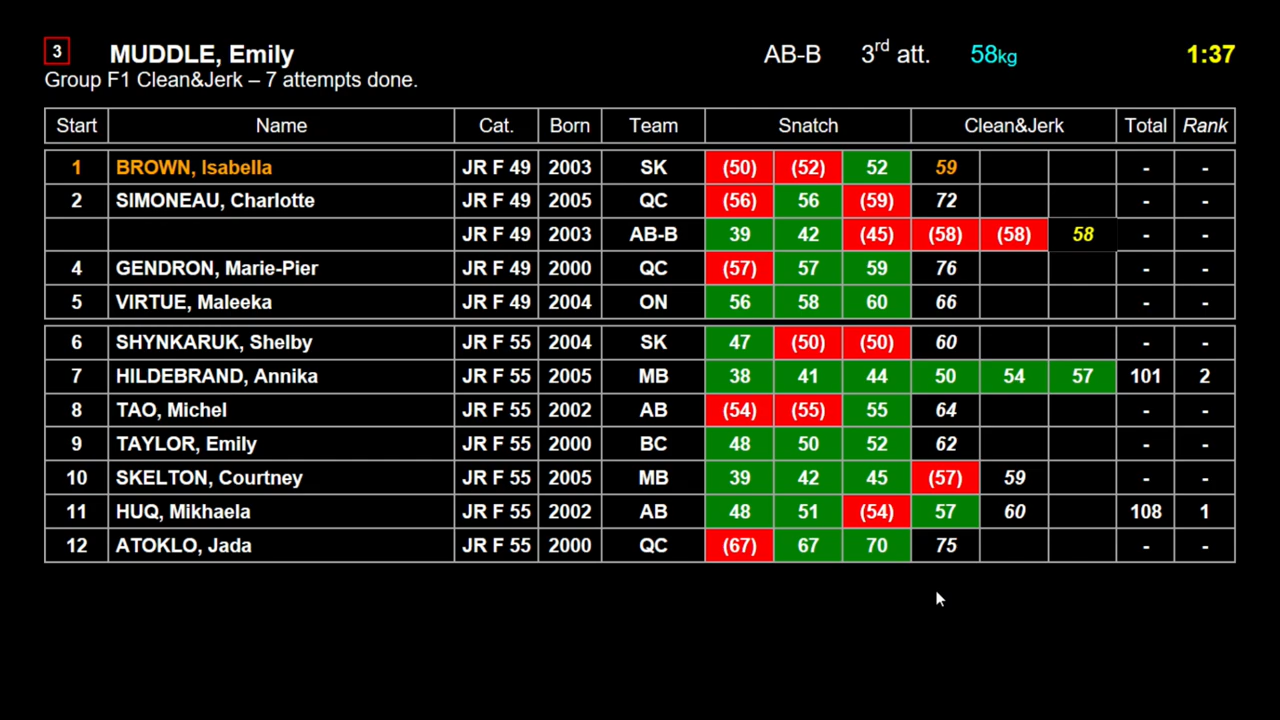 3 MUDDLE, Emily AB-B 3rd att. 58kg 1:37
Group F1 Clean&Jerk – 7 attempts done.
Start Name Cat. Born Team Snatch Clean&Jerk Total Rank
1 BROWN, Isabella JR F 49 2003 SK (50) (52) 52 59 - -
2 SIMONEAU, Charlotte JR F 49 2005 QC (56) 56 (59) 72 - -
JR F 49 2003 AB-B 39 42 (45) (58) (58) 58 - -
4 GENDRON, Marie-Pier JR F 49 2000 QC (57) 57 59 76 - -
5 VIRTUE, Maleeka JR F 49 2004 ON 56 58 60 66 - -
6 SHYNKARUK, Shelby JR F 55 2004 SK 47 (50) (50) 60 - -
7 HILDEBRAND, Annika JR F 55 2005 MB 38 41 44 50 54 57 101 2
8 TAO, Michel JR F 55 2002 AB (54) (55) 55 64 - -
9 TAYLOR, Emily JR F 55 2000 BC 48 50 52 62 - -
10 SKELTON, Courtney JR F 55 2005 MB 39 42 45 (57) 59 - -
11 HUQ, Mikhaela JR F 55 2002 AB 48 51 (54) 57 60 108 1
12 ATOKLO, Jada JR F 55 2000 QC (67) 67 70 75 - -